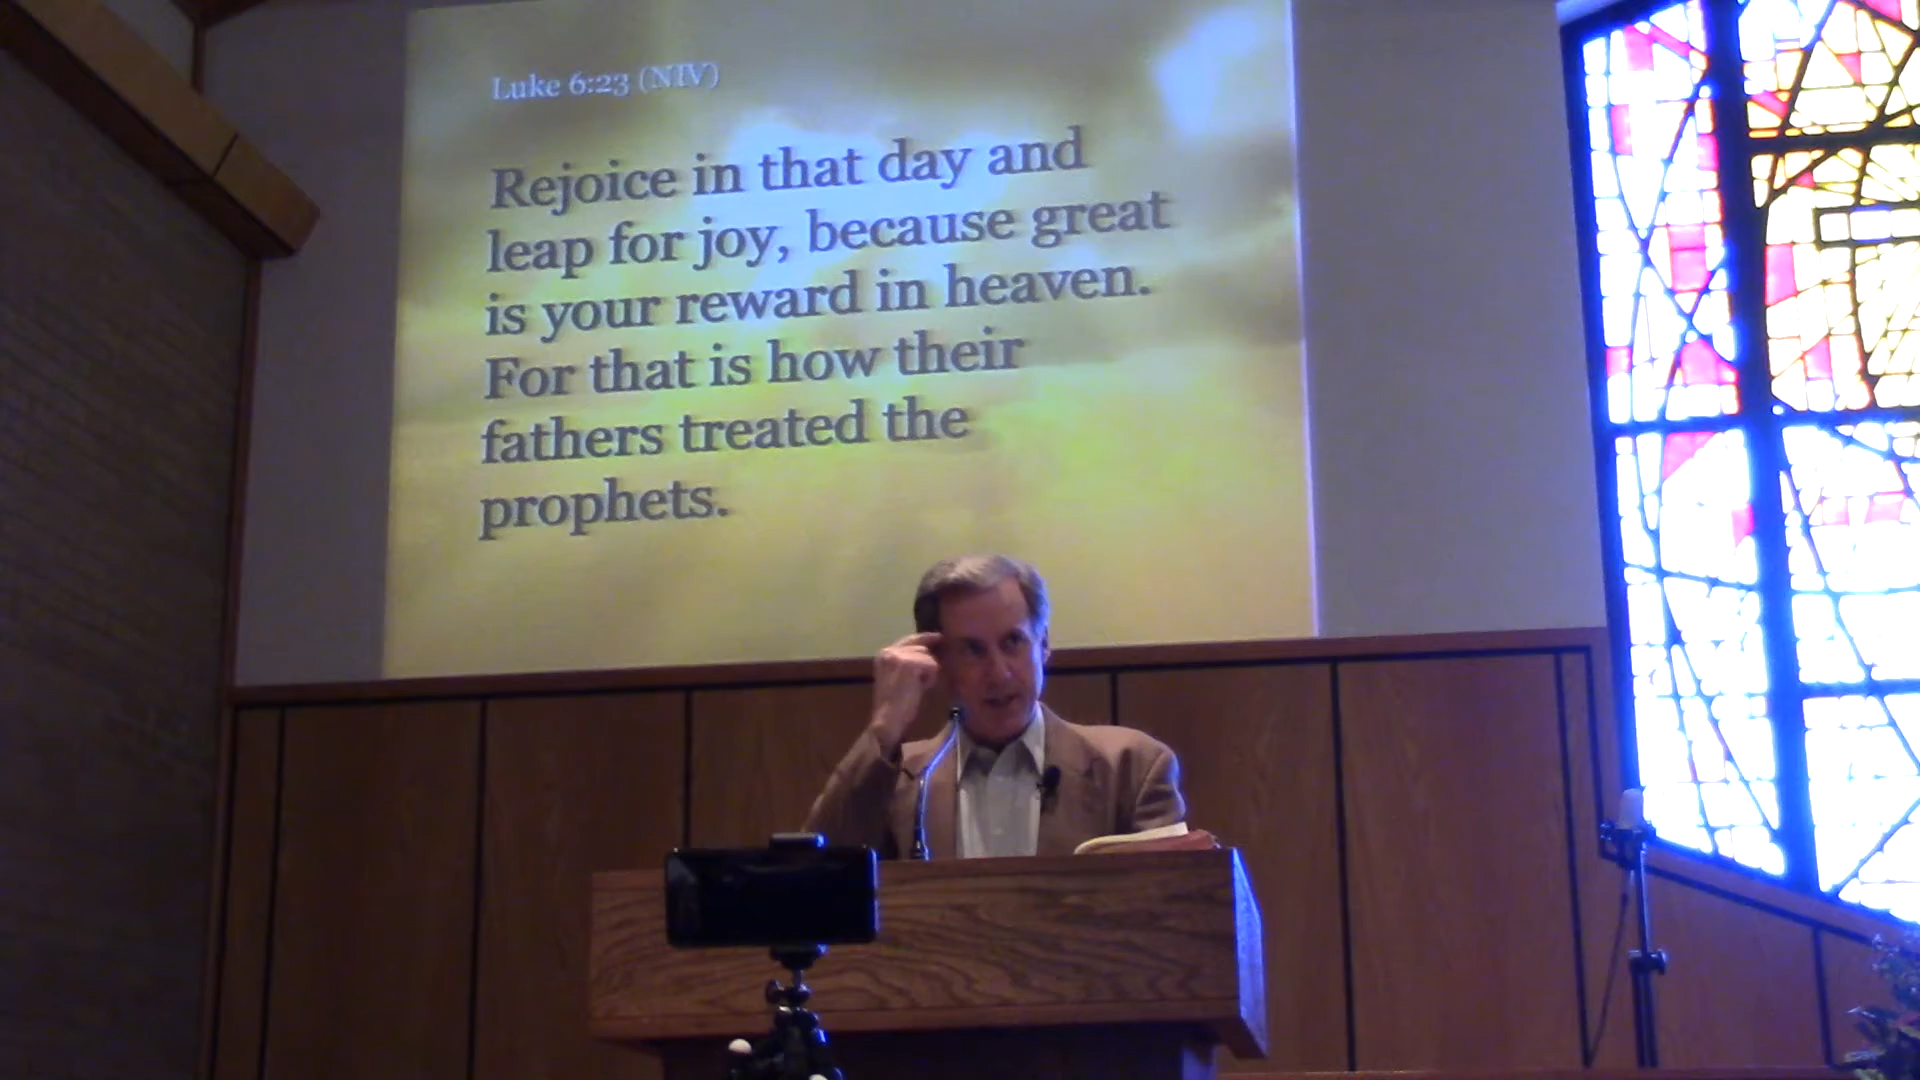 Luke 6:23 (NIV)
Rejoice in that day and
leap for joy, because great
is your reward in heaven.
For that is how their
fathers treated the
prophets.